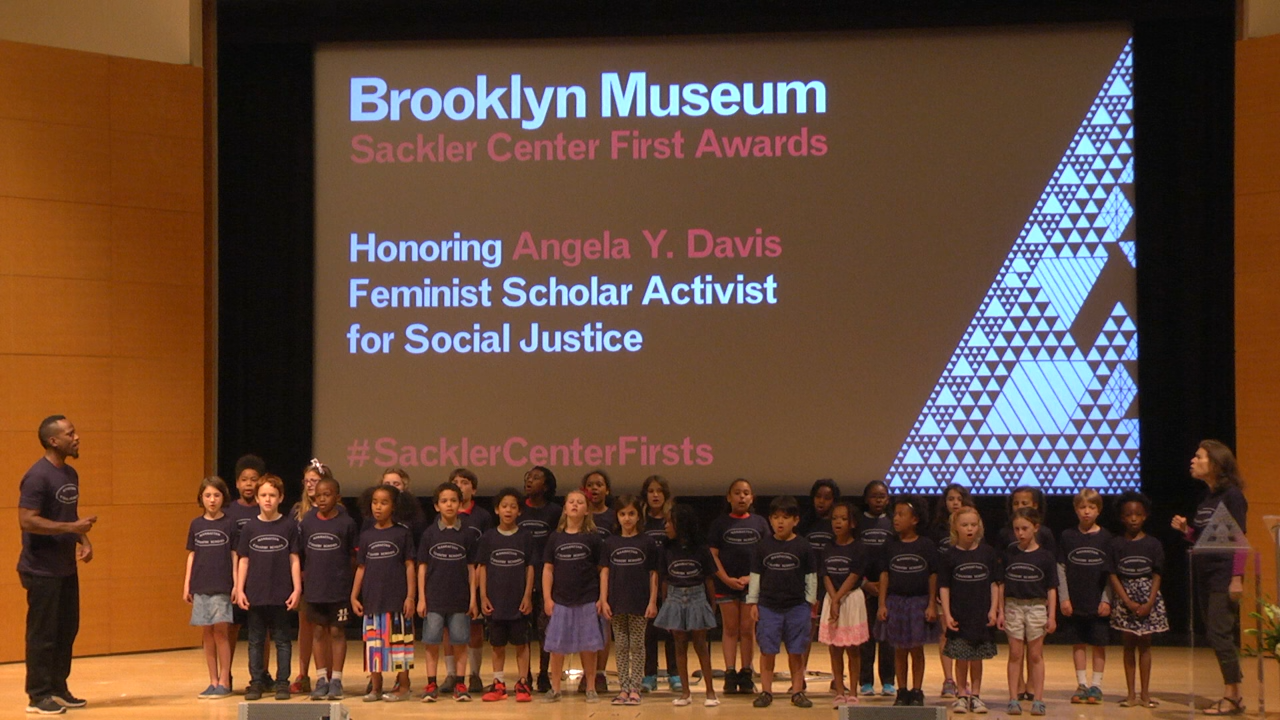 Brooklyn Museum
Sackler Center First Awards
Honoring Angela Y. Davis
Feminist Scholar Activist
for Social Justice
#SacklerCenterFirsts